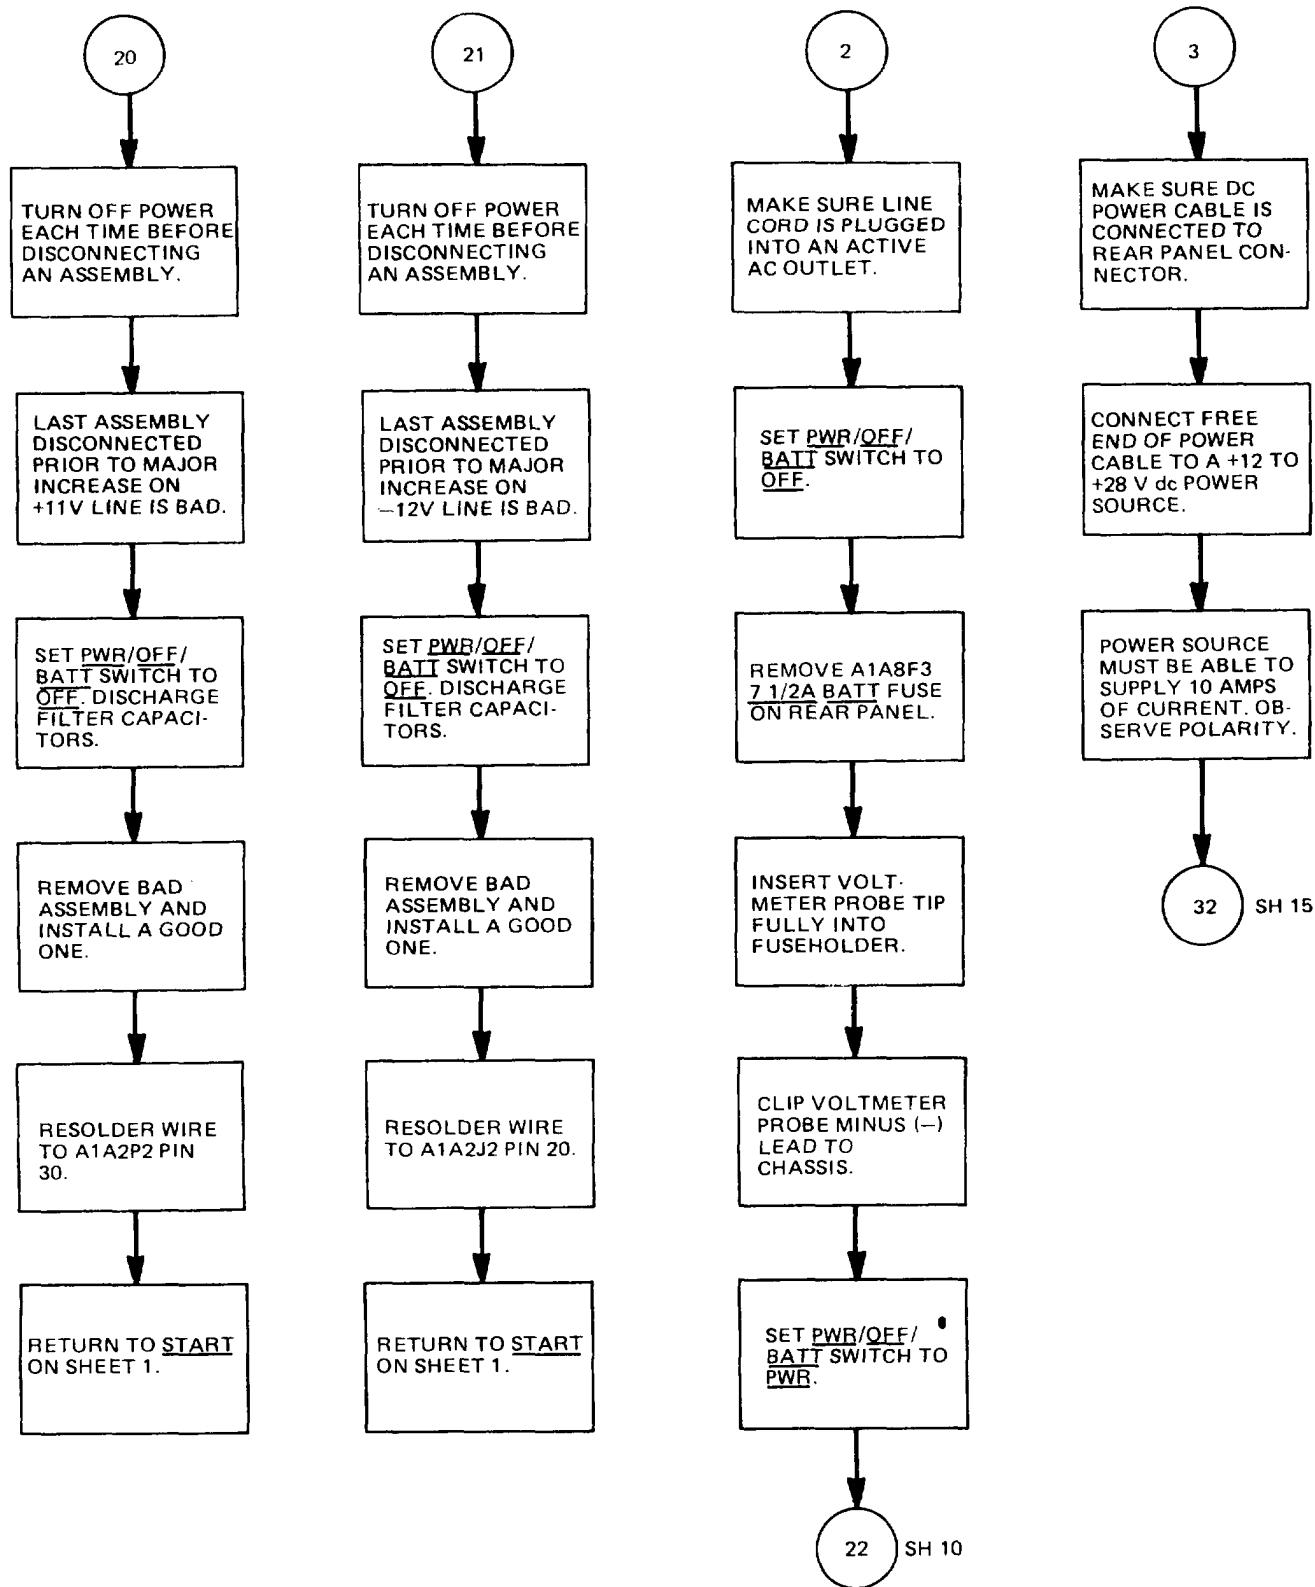 20
TURN OFF POWER
EACH TIME BEFORE
DISCONNECTING
AN ASSEMBLY.
LAST ASSEMBLY
DISCONNECTED
PRIOR TO MAJOR
INCREASE ON
+11V LINE IS BAD.
SET PWR/OFF/
BATT SWITCH TO
OFF. DISCHARGE
FILTER CAPACI-
TORS.
REMOVE BAD
ASSEMBLY AND
INSTALL A GOOD
ONE.
RESOLDER WIRE
TO A1A2P2 PIN
30.
RETURN TO START
ON SHEET 1.
21
TURN OFF POWER
EACH TIME BEFORE
DISCONNECTING
AN ASSEMBLY.
LAST ASSEMBLY
DISCONNECTED
PRIOR TO MAJOR
INCREASE ON
—12V LINE IS BAD.
SET PWR/OFF/
BATT SWITCH TO
OFF. DISCHARGE
FILTER CAPACI-
TORS.
REMOVE BAD
ASSEMBLY AND
INSTALL A GOOD
ONE.
RESOLDER WIRE
TO A1A2J2 PIN 20.
RETURN TO START
ON SHEET 1.
2
MAKE SURE LINE
CORD IS PLUGGED
INTO AN ACTIVE
AC OUTLET.
SET PWR/OFF/
BATT SWITCH TO
OFF.
REMOVE A1A8F3
7 1/2A BATT FUSE
ON REAR PANEL.
INSERT VOLT-
METER PROBE TIP
FULLY INTO
FUSEHOLDER.
CLIP VOLTMETER
PROBE MINUS (—)
LEAD TO
CHASSIS.
SET PWR/OFF/
BATT SWITCH TO
PWR.
22 SH 10
3
MAKE SURE DC
POWER CABLE IS
CONNECTED TO
REAR PANEL CON-
NECTOR.
CONNECT FREE
END OF POWER
CABLE TO A +12 TO
+28 V dc POWER
SOURCE.
POWER SOURCE
MUST BE ABLE TO
SUPPLY 10 AMPS
OF CURRENT. OB-
SERVE POLARITY.
32 SH 15